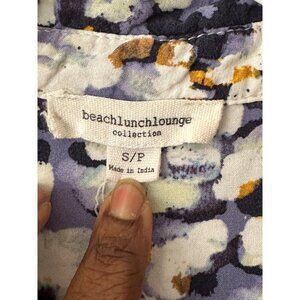 beachlunchlounge
collection
S/P
Made in India